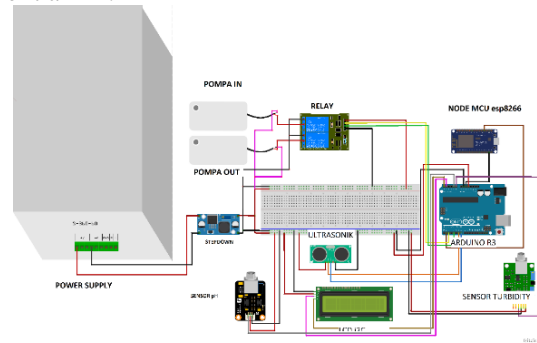 POMPA IN
RELAY
NODE MCU esp8266
POMPA OUT
ULTRASONIK
ARDUINO R3
STEPDOWN
POWER SUPPLY
SENSOR pH
SENSOR TURBIDITY